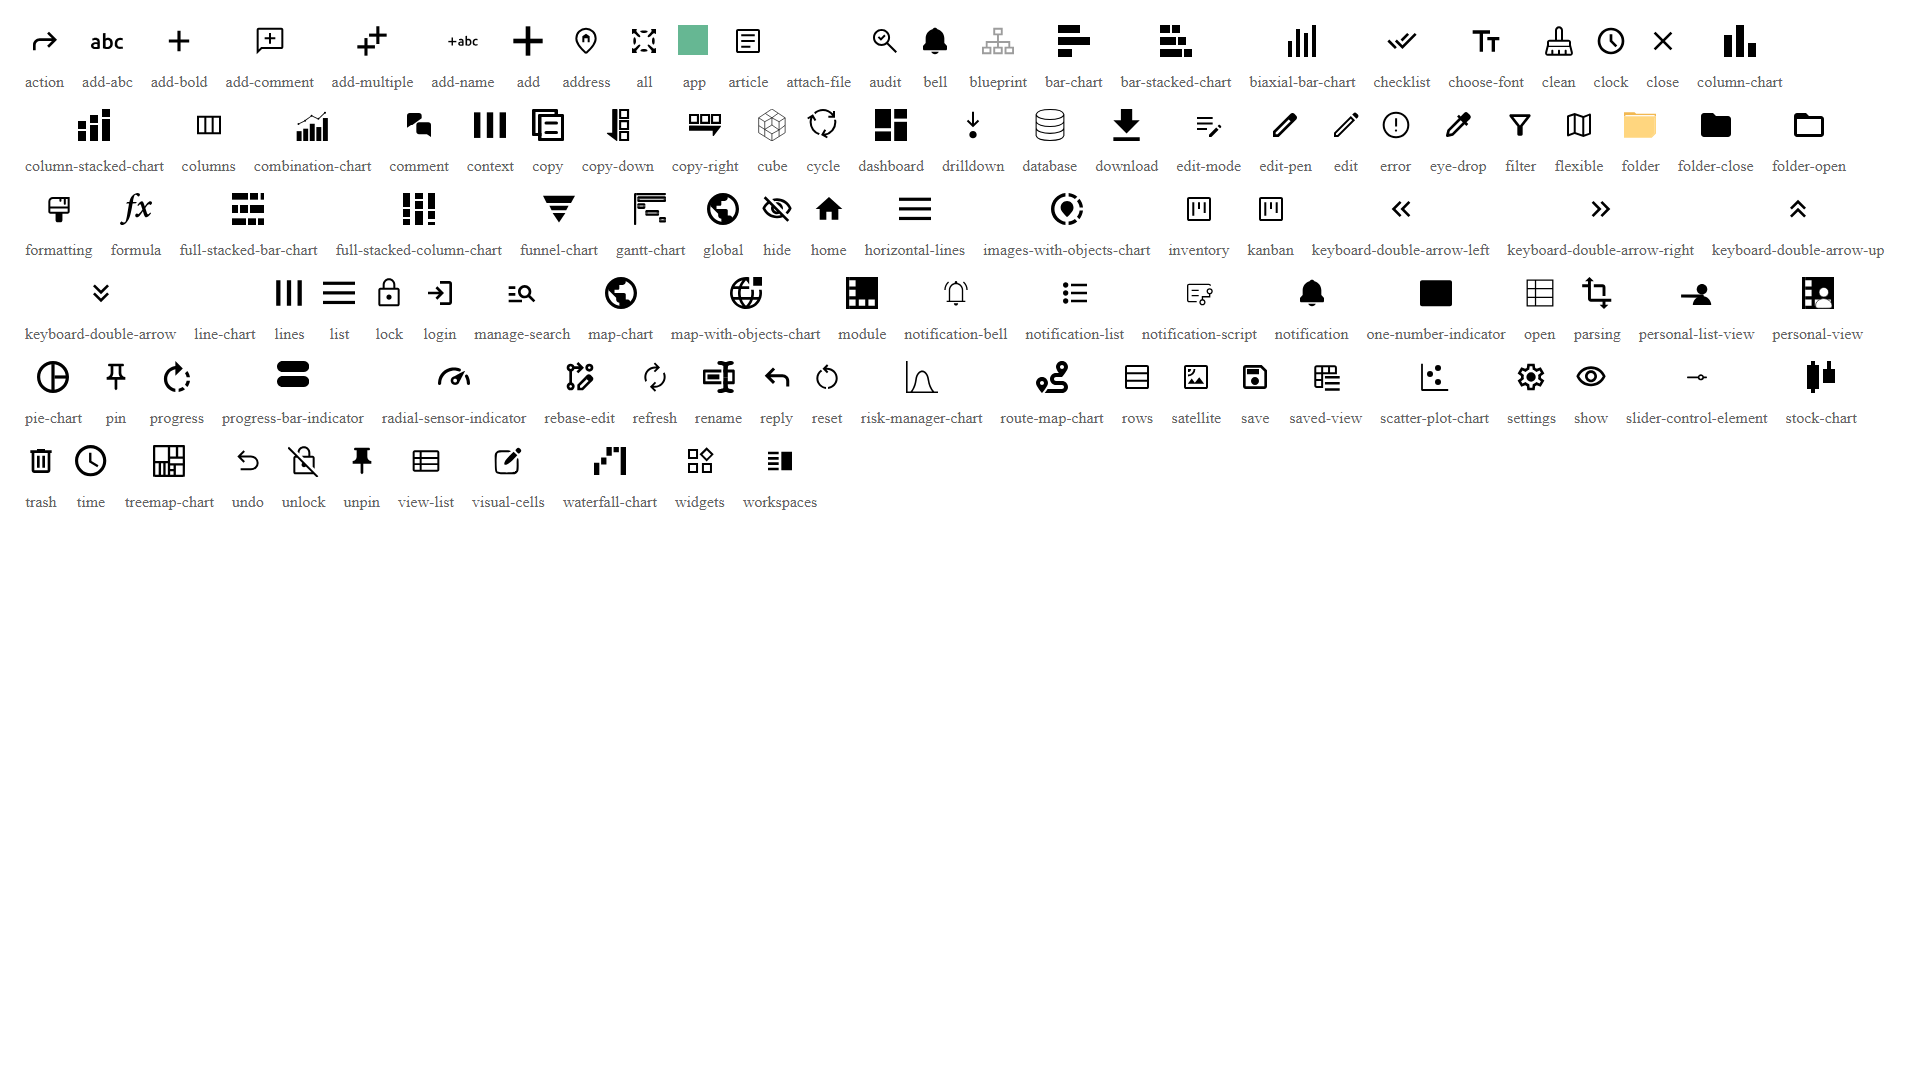 abc +abc
action add-abc add-bold add-comment add-multiple add-name add address all app article attach-file audit bell blueprint bar-chart bar-stacked-chart biaxial-bar-chart checklist choose-font clean clock close column-chart
column-stacked-chart columns combination-chart comment context copy copy-down copy-right cube cycle dashboard drilldown database download edit-mode edit-pen edit error eye-drop filter flexible folder folder-close folder-open
fx
formatting formula full-stacked-bar-chart full-stacked-column-chart funnel-chart gantt-chart global hide home horizontal-lines images-with-objects-chart inventory kanban keyboard-double-arrow-left keyboard-double-arrow-right keyboard-double-arrow-up
keyboard-double-arrow line-chart lines list lock login manage-search map-chart map-with-objects-chart module notification-bell notification-list notification-script notification one-number-indicator open parsing personal-list-view personal-view
pie-chart pin progress progress-bar-indicator radial-sensor-indicator rebase-edit refresh rename reply reset risk-manager-chart route-map-chart rows satellite save saved-view scatter-plot-chart settings show slider-control-element stock-chart
trash time treemap-chart undo unlock unpin view-list visual-cells waterfall-chart widgets workspaces